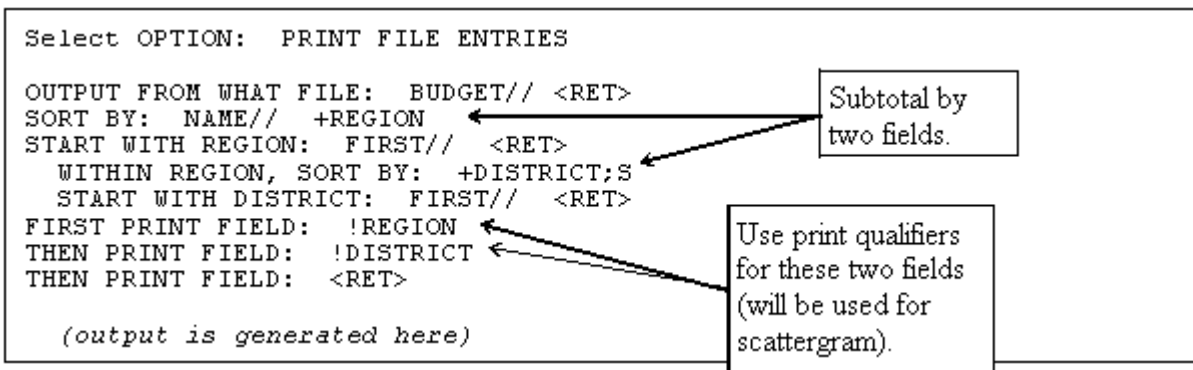 Select OPTION:  PRINT FILE ENTRIES
OUTPUT FROM WHAT FILE:  BUDGET// <RET>
SORT BY:  NAME//  +REGION
START WITH REGION:  FIRST//  <RET>
  WITHIN REGION, SORT BY:  +DISTRICT;S
  START WITH DISTRICT:  FIRST//  <RET>
FIRST PRINT FIELD:  !REGION
THEN PRINT FIELD:  !DISTRICT
THEN PRINT FIELD:  <RET>
(output is generated here)
Subtotal by
two fields.
Use print qualifiers
for these two fields
(will be used for
scattergram).